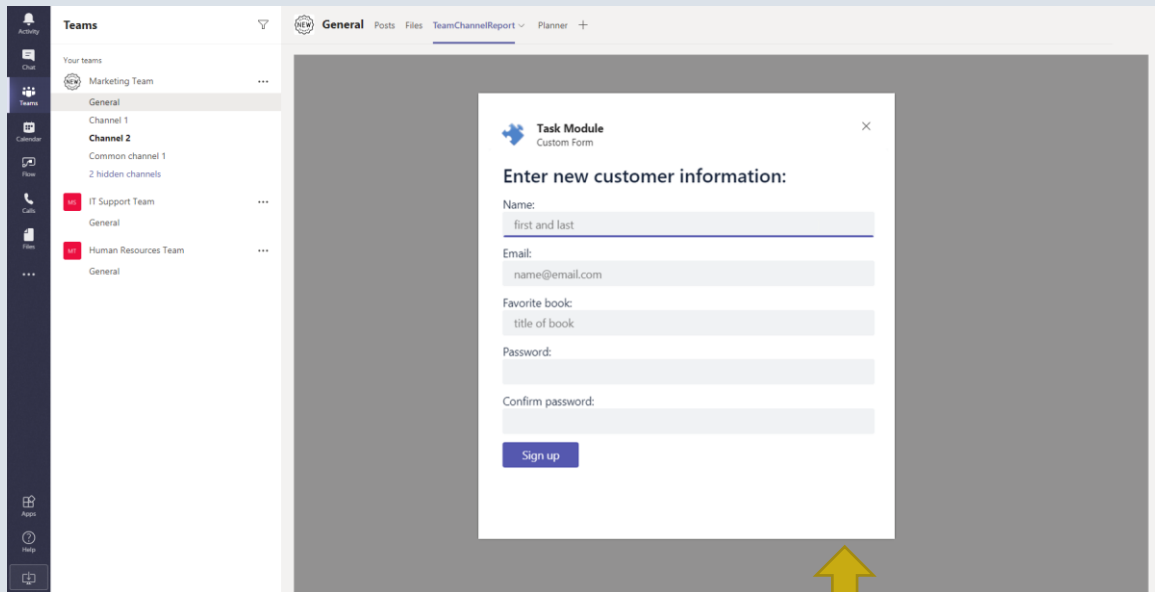 Activity
Chat
Teams
Calendar
Flow
Calls
Files
Apps
Help
Teams
Your teams
NEW Marketing Team
General
Channel 1
Channel 2
Common channel 1
2 hidden channels
MS IT Support Team
General
MT Human Resources Team
General
NEW General Posts Files TeamChannelReport Planner
Task Module
Custom Form
Enter new customer information:
Name:
first and last
Email:
name@email.com
Favorite book:
title of book
Password:
Confirm password:
Sign up